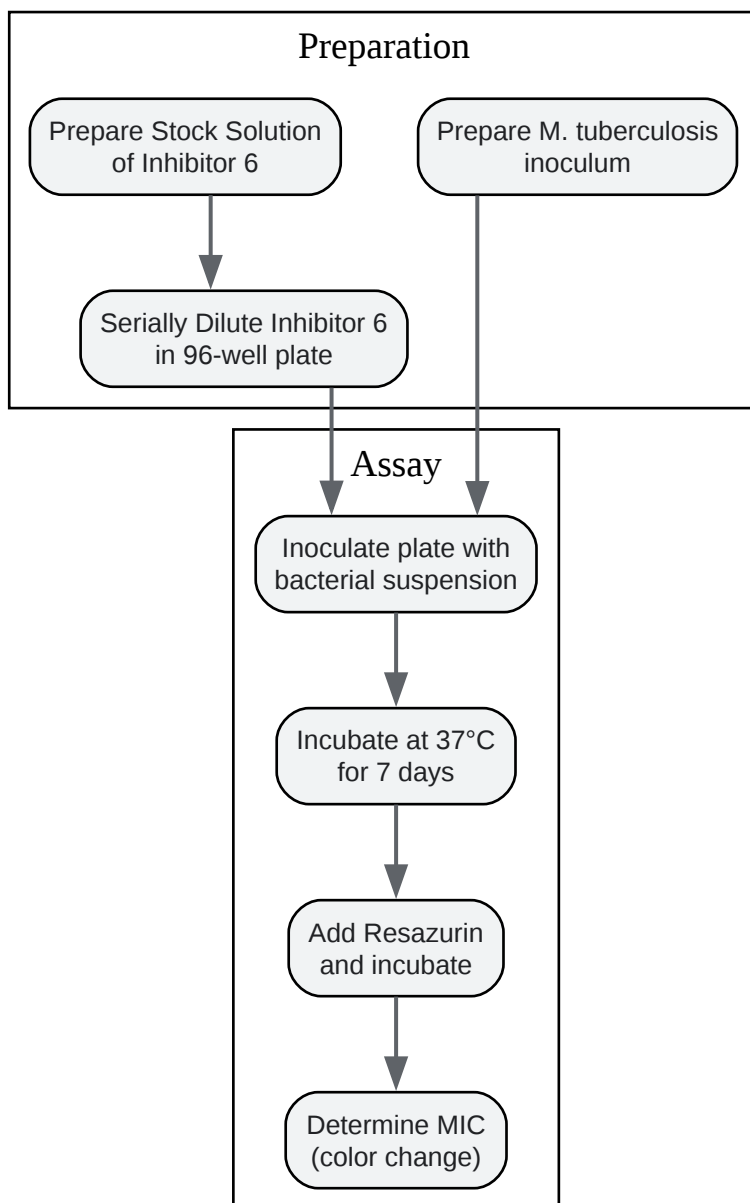 Preparation
Prepare Stock Solution
of Inhibitor 6
Prepare M. tuberculosis
inoculum
Serially Dilute Inhibitor 6
in 96-well plate
Assay
Inoculate plate with
bacterial suspension
Incubate at 37°C
for 7 days
Add Resazurin
and incubate
Determine MIC
(color change)